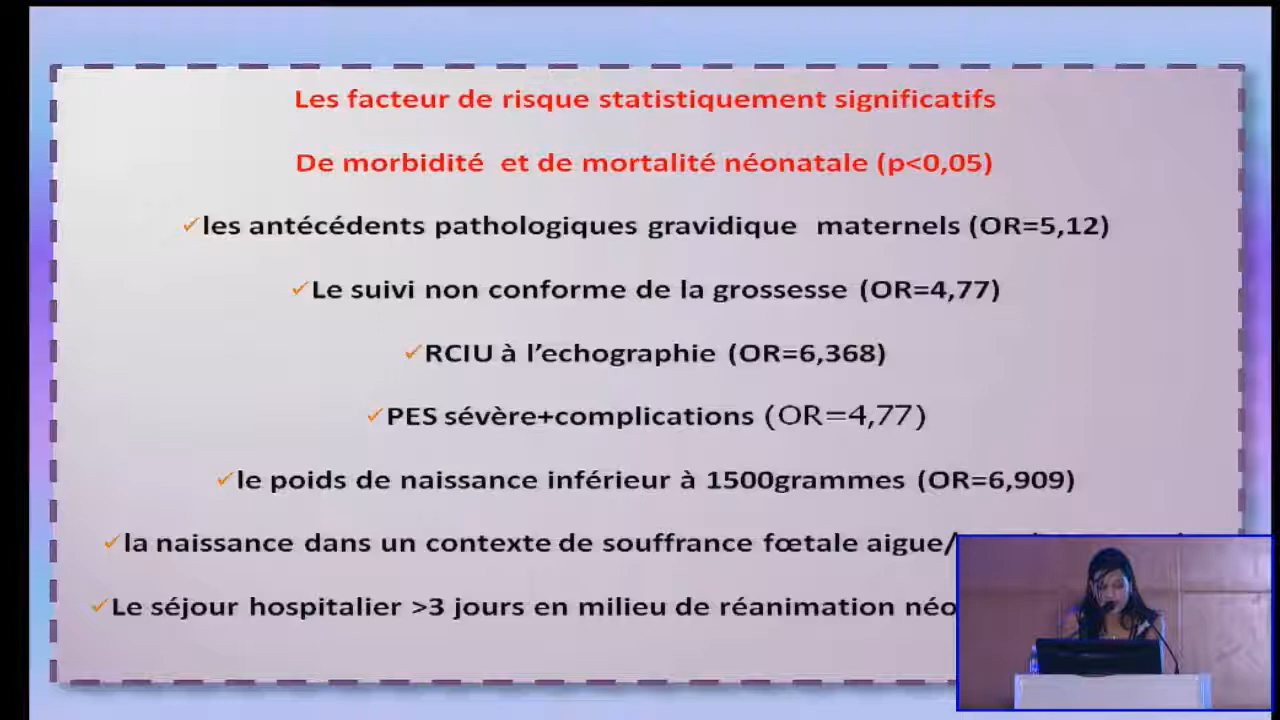 Les facteur de risque statistiquement significatifs
De morbidité et de mortalité néonatale (p<0,05)
✓les antécédents pathologiques gravidique maternels (OR=5,12)
✓Le suivi non conforme de la grossesse (OR=4,77)
✓RCIU à l’echographie (OR=6,368)
✓PES sévère+complications (OR=4,77)
✓le poids de naissance inférieur à 1500grammes (OR=6,909)
✓la naissance dans un contexte de souffrance fœtale aigue/
✓Le séjour hospitalier >3 jours en milieu de réanimation néo